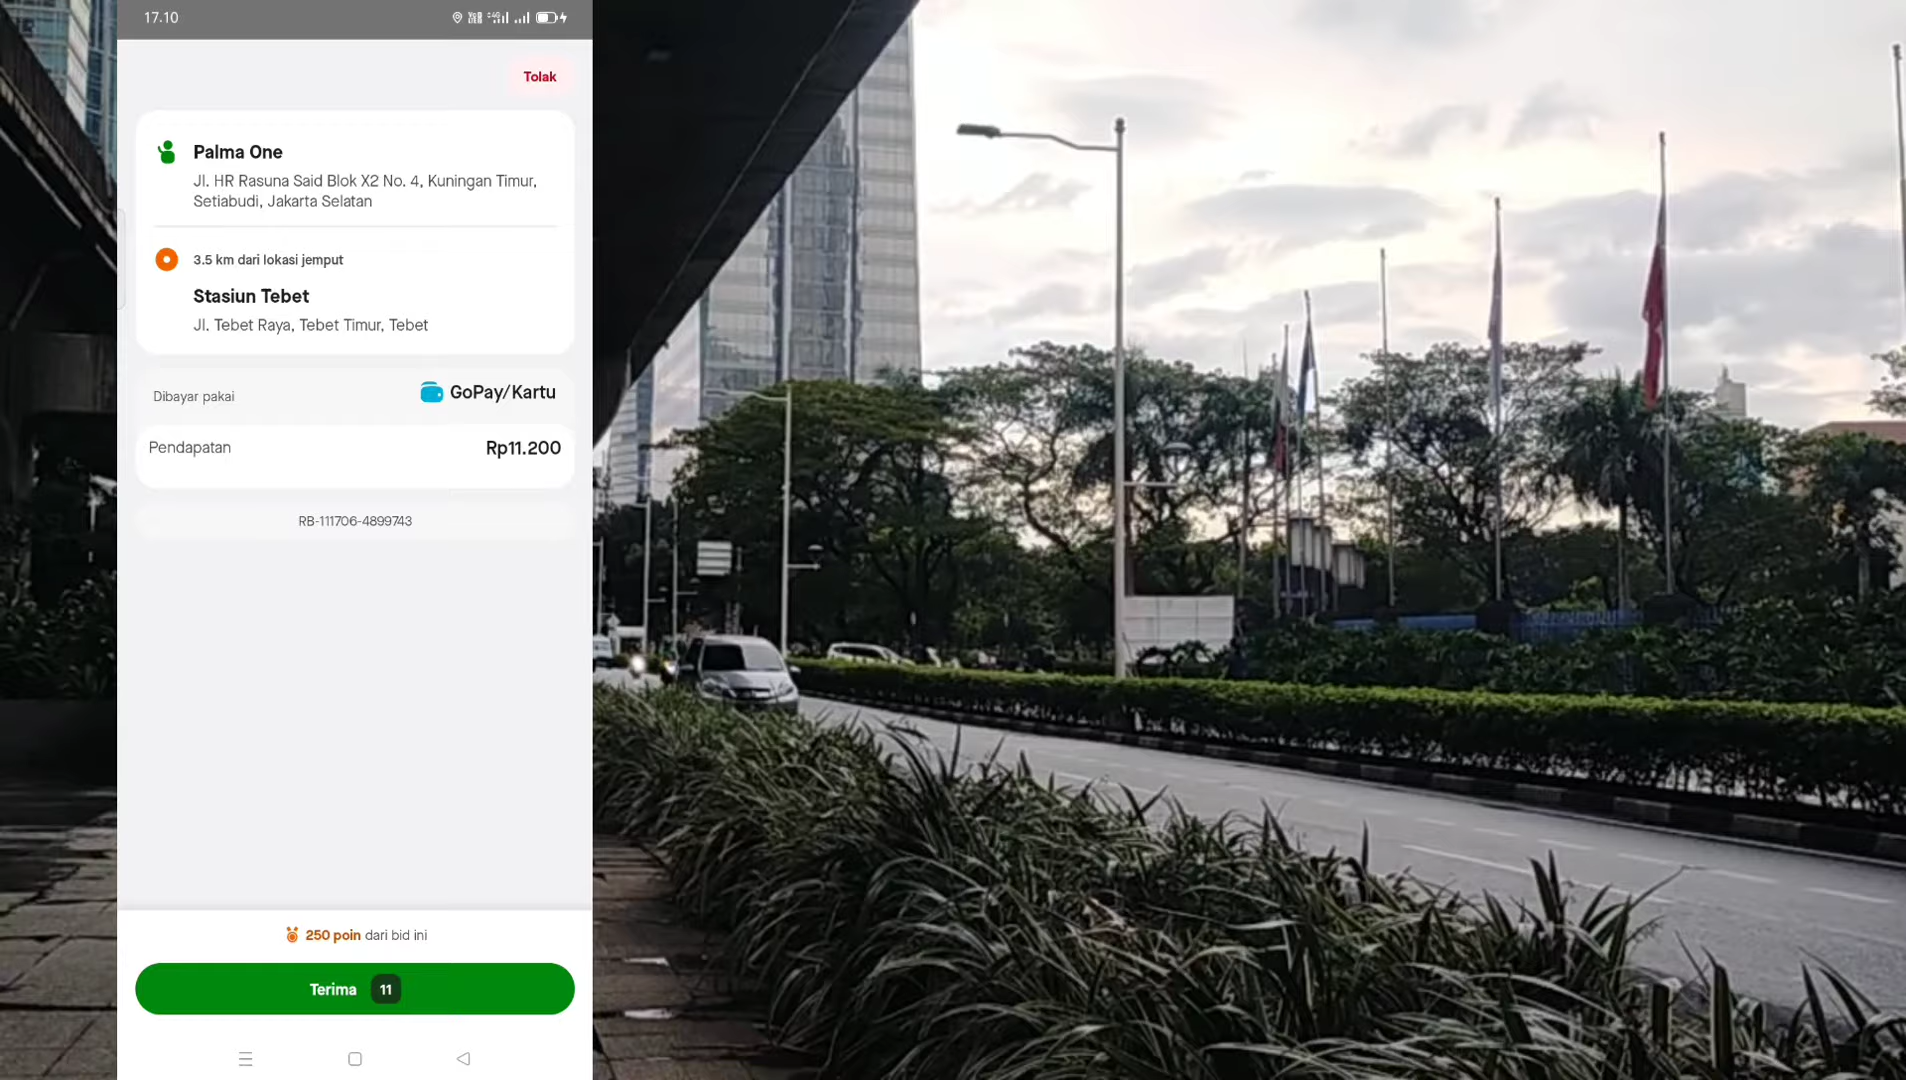 17.10
Tolak
Palma One
Jl. HR Rasuna Said Blok X2 No. 4, Kuningan Timur,
Setiabudi, Jakarta Selatan
3.5 km dari lokasi jemput
Stasiun Tebet
Jl. Tebet Raya, Tebet Timur, Tebet
Dibayar pakai
GoPay/Kartu
Pendapatan
Rp11.200
RB-111706-4899743
250 poin dari bid ini
Terima 11